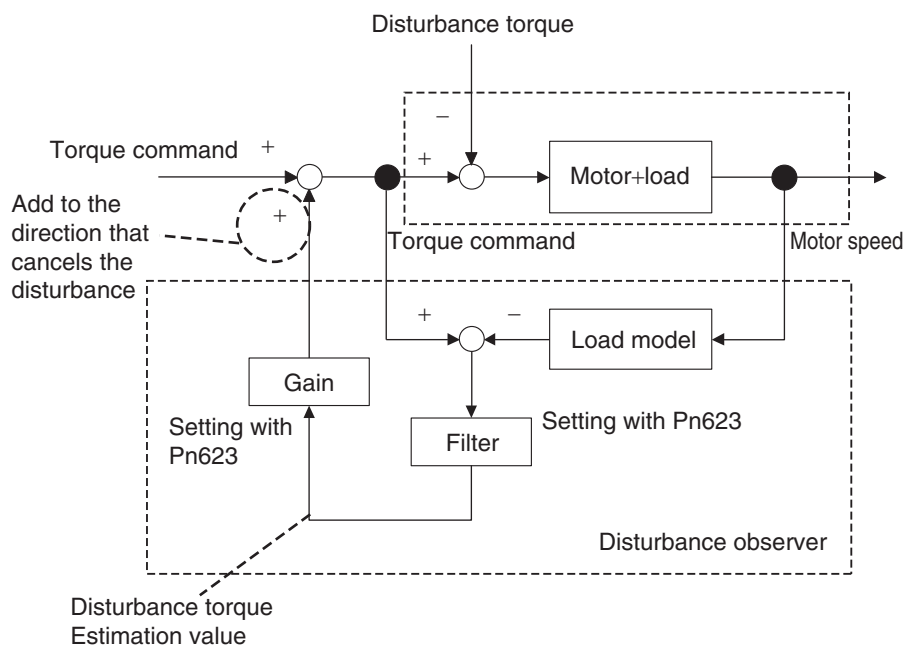 Disturbance torque
−
Torque command
+
+
Motor+load
Add to the
direction that
cancels the
disturbance
+
Torque command
Motor speed
+
−
Load model
Gain
Setting with
Pn623
Setting with Pn623
Filter
Disturbance observer
Disturbance torque
Estimation value